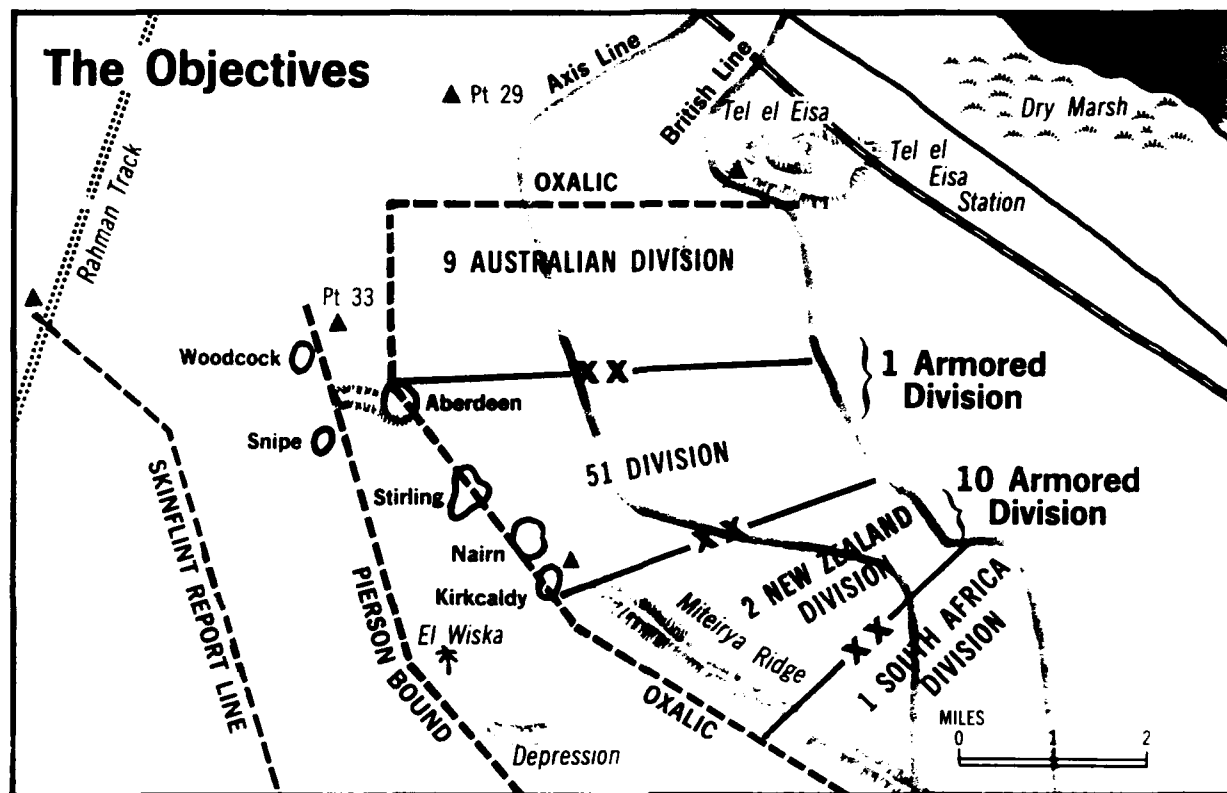 The Objectives
Rahman Track
Pt 29
Axis Line
British Line
Tel el Eisa
Dry Marsh
Tel el
Eisa
Station
OXALIC
9 AUSTRALIAN DIVISION
Pt 33
Woodcock
Aberdeen
X X
1 Armored
Division
Snipe
51 DIVISION
10 Armored
Division
Stirling
X X
Nairn
2 NEW ZEALAND
DIVISION
Kirkcaldy
Miteirya Ridge
X X
1 SOUTH AFRICA
DIVISION
SKINFLINT REPORT LINE
PIERSON BOUND
El Wiska
OXALIC
Depression
MILES
0 1 2